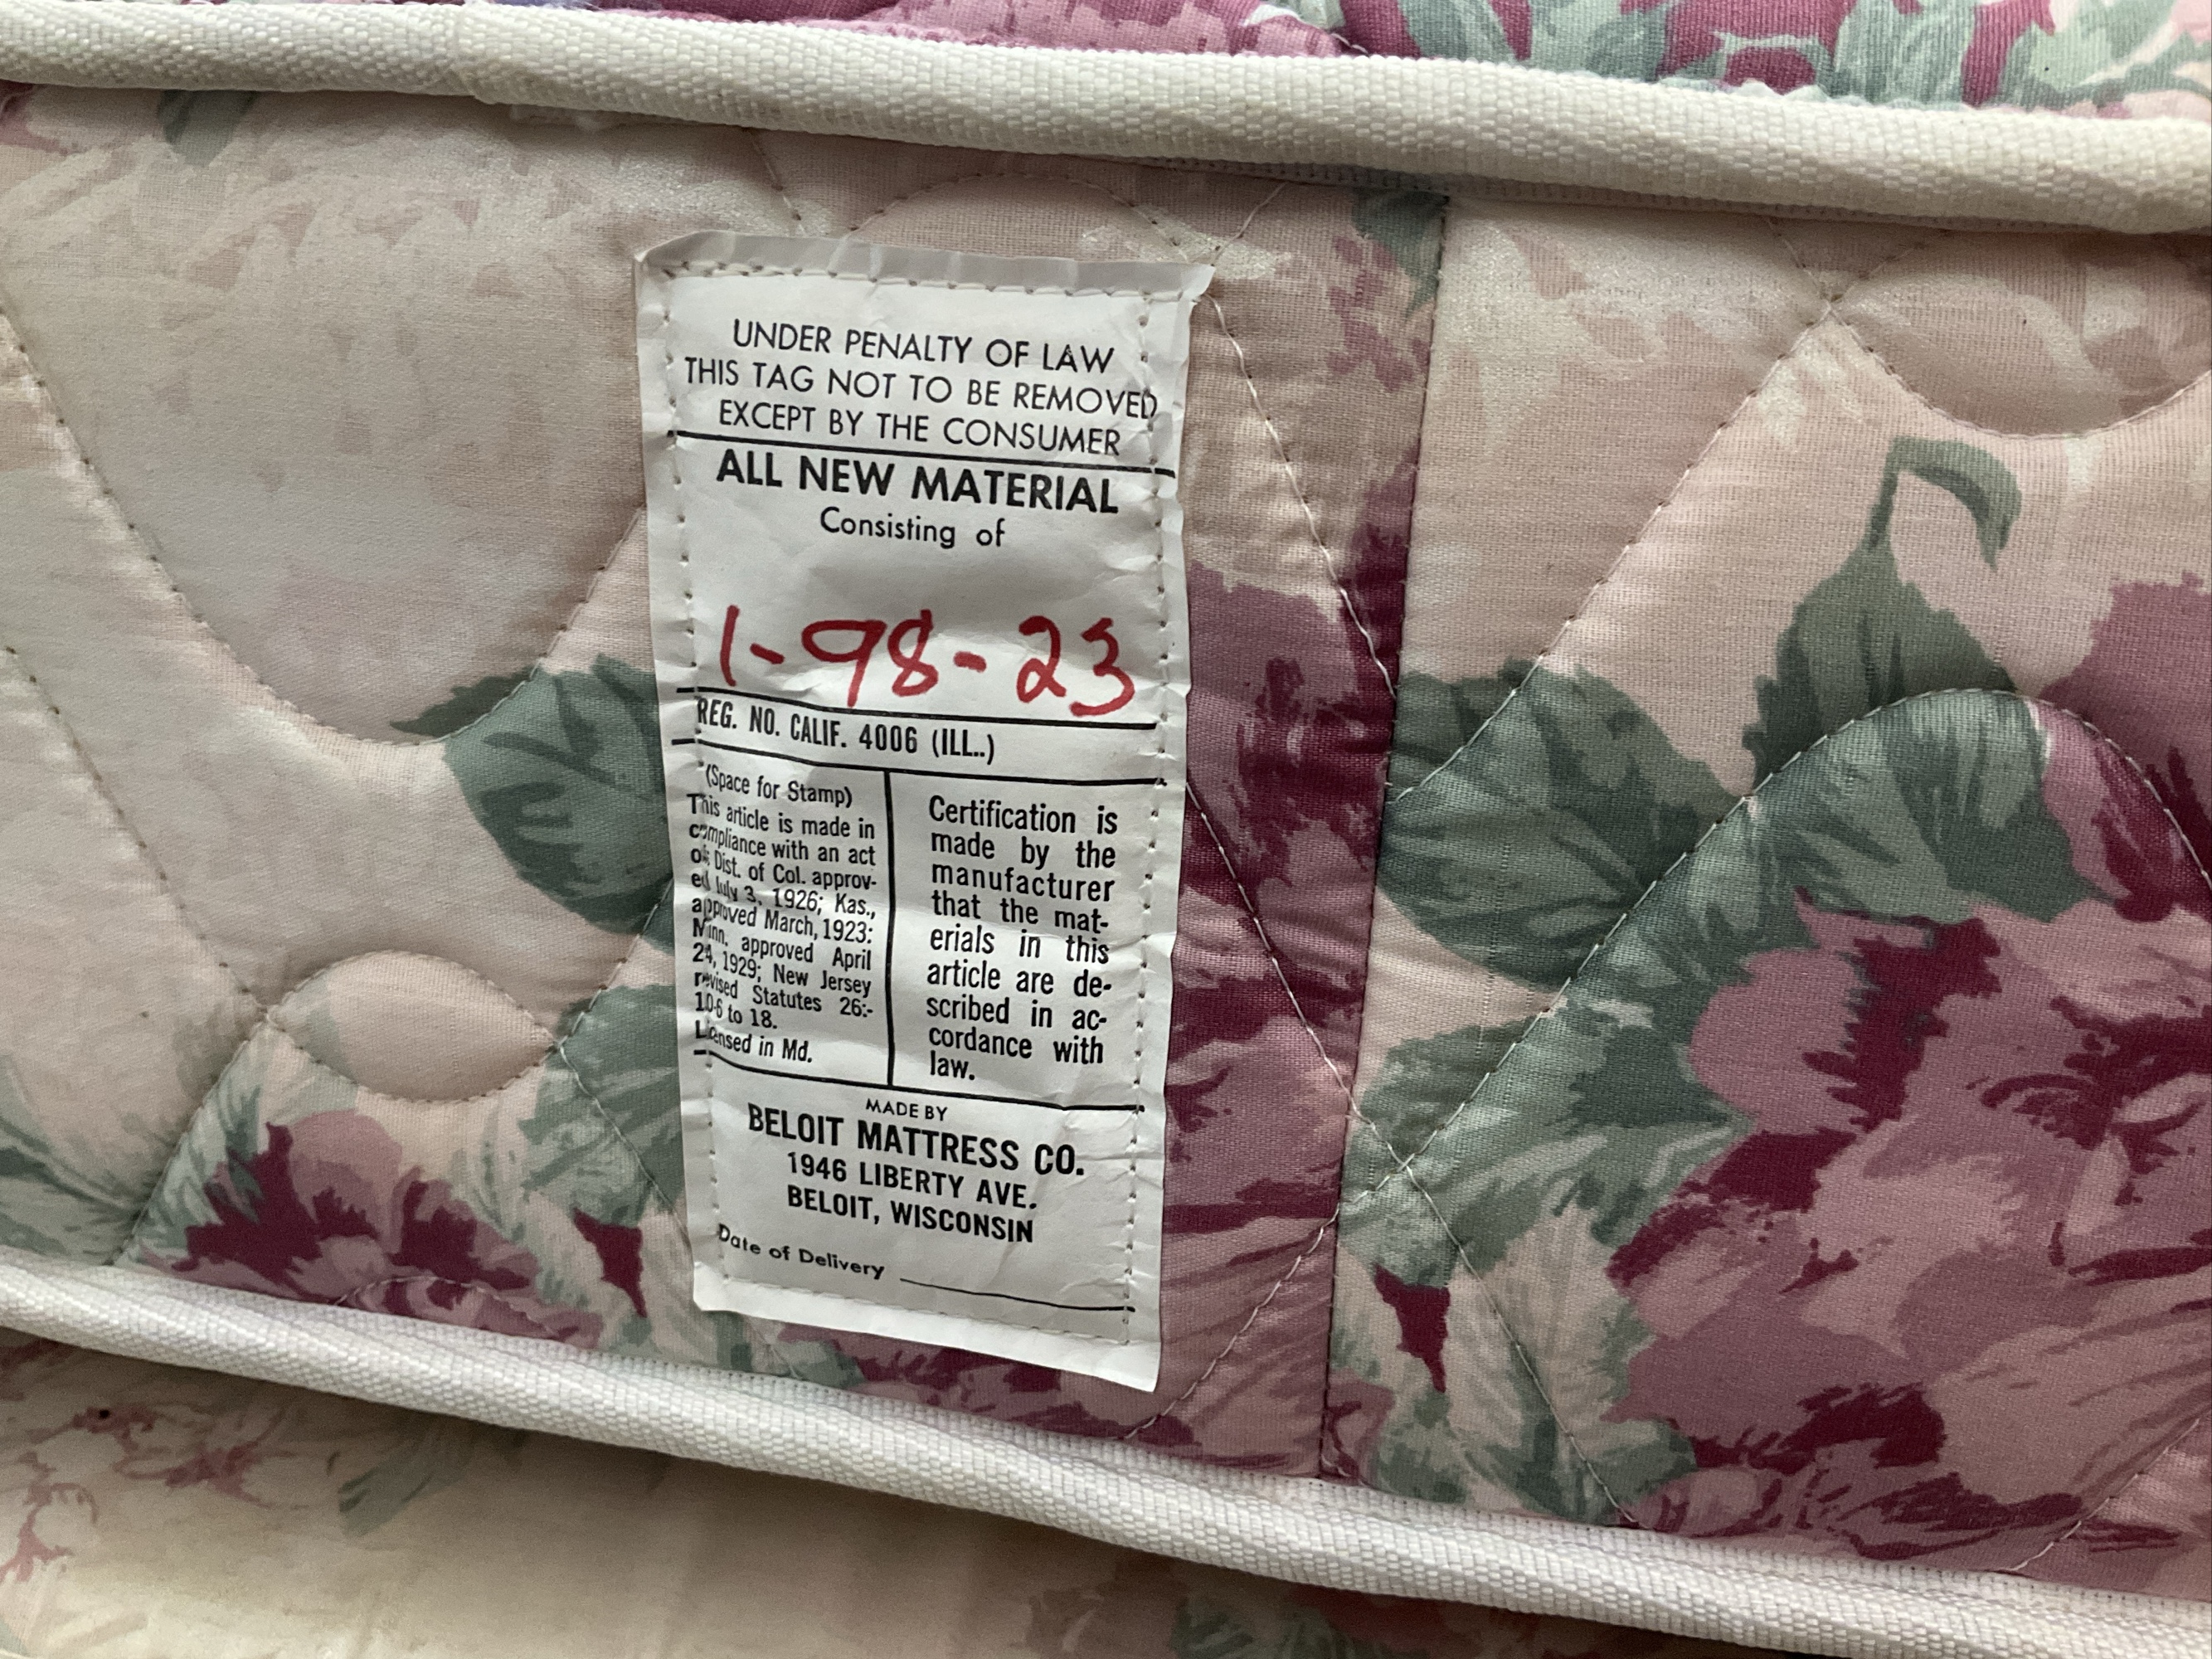 UNDER PENALTY OF LAW
THIS TAG NOT TO BE REMOVED
EXCEPT BY THE CONSUMER
ALL NEW MATERIAL
Consisting of
1-98-23
REG. NO. CALIF. 4006 (ILL..)
(Space for Stamp)
This article is made in
compliance with an act
of Dist. of Col. approv-
ed July 3, 1926; Kas.,
approved March, 1923:
Minn. approved April
24, 1929; New Jersey
revised Statutes 26:-
10-6 to 18.
Licensed in Md.
Certification is
made by the
manufacturer
that the mat-
erials in this
article are de-
scribed in ac-
cordance with
law.
MADE BY
BELOIT MATTRESS CO.
1946 LIBERTY AVE.
BELOIT, WISCONSIN
Date of Delivery